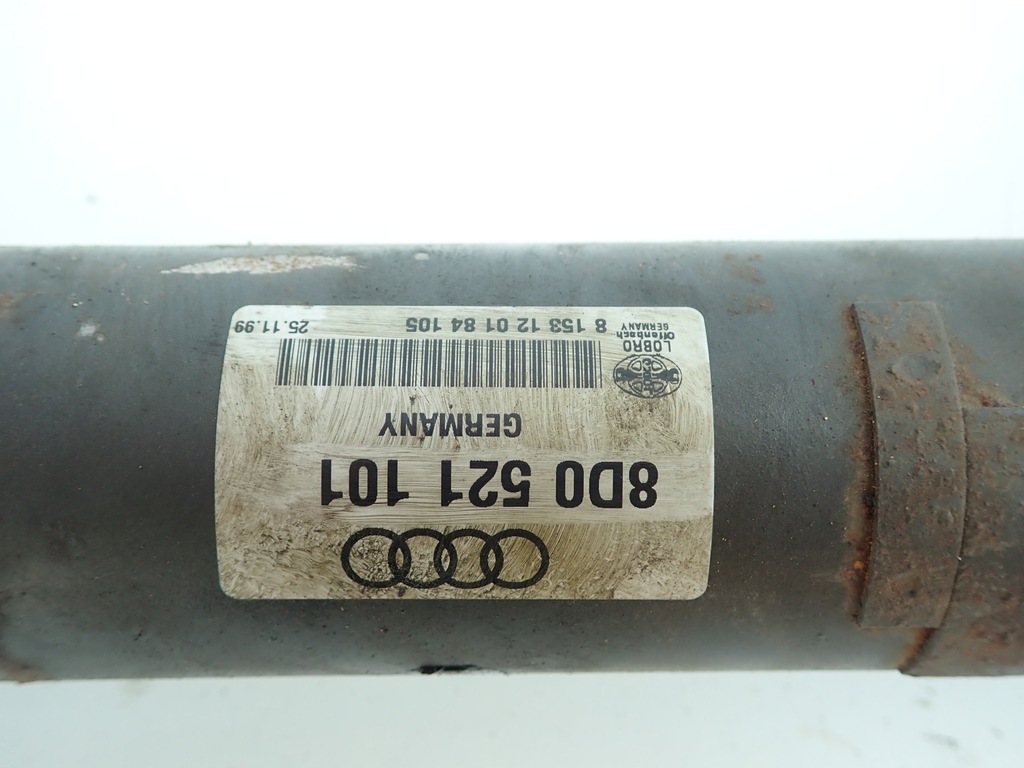 8D0 521 101
GERMANY
LÖBRO
Offenbach
GERMANY
8 153 12 01 84 105
25.11.99